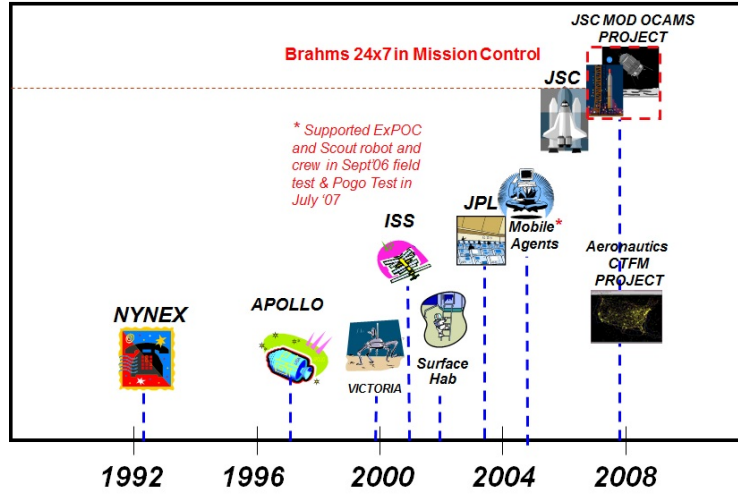 JSC MOD OCAMS
PROJECT
Brahms 24x7 in Mission Control
JSC
* Supported ExPOC
and Scout robot and
crew in Sept'06 field
test & Pogo Test in
July ‘07
ISS
JPL
Mobile*
Agents
Aeronautics
CTFM
PROJECT
NYNEX
APOLLO
VICTORIA
Surface
Hab
1992
1996
2000
2004
2008